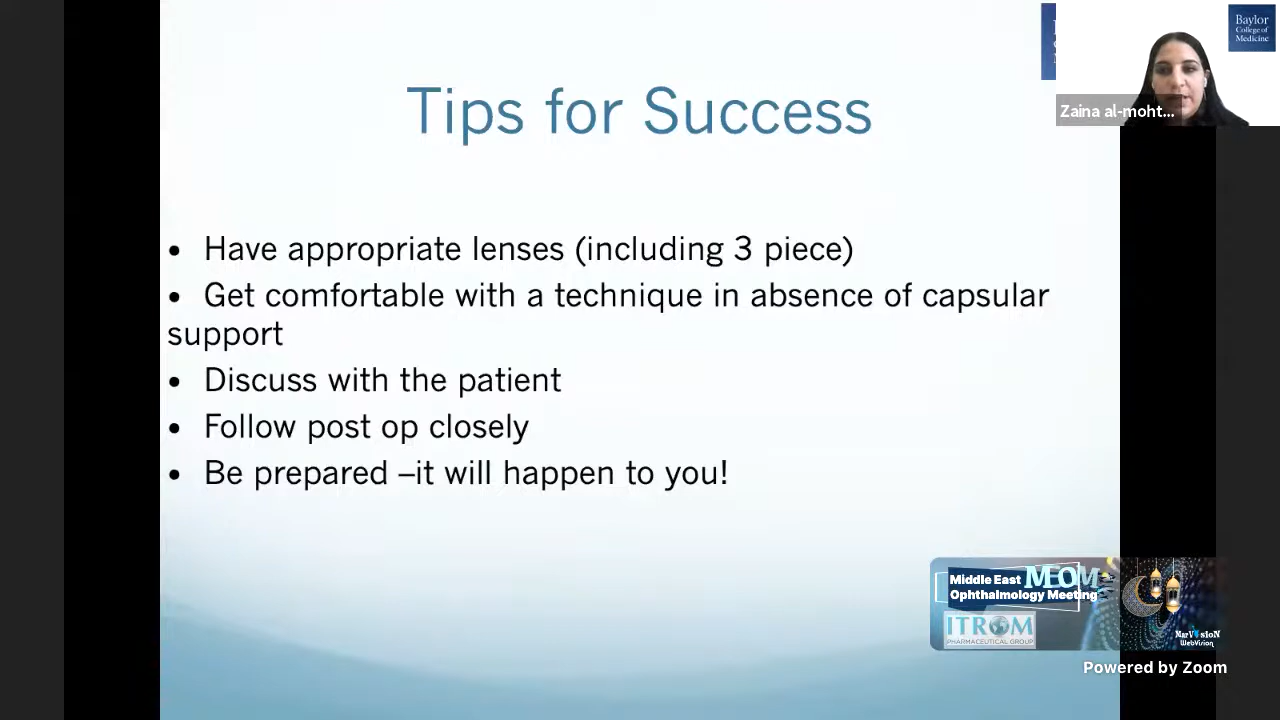 Tips for Success
• Have appropriate lenses (including 3 piece)
• Get comfortable with a technique in absence of capsular
support
• Discuss with the patient
• Follow post op closely
• Be prepared –it will happen to you!
Baylor
College of
Medicine
Zaina al-moht...
Middle East MEOM
Ophthalmology Meeting
ITROM
PHARMACEUTICAL GROUP
MarVisioN
WebVision
Powered by Zoom